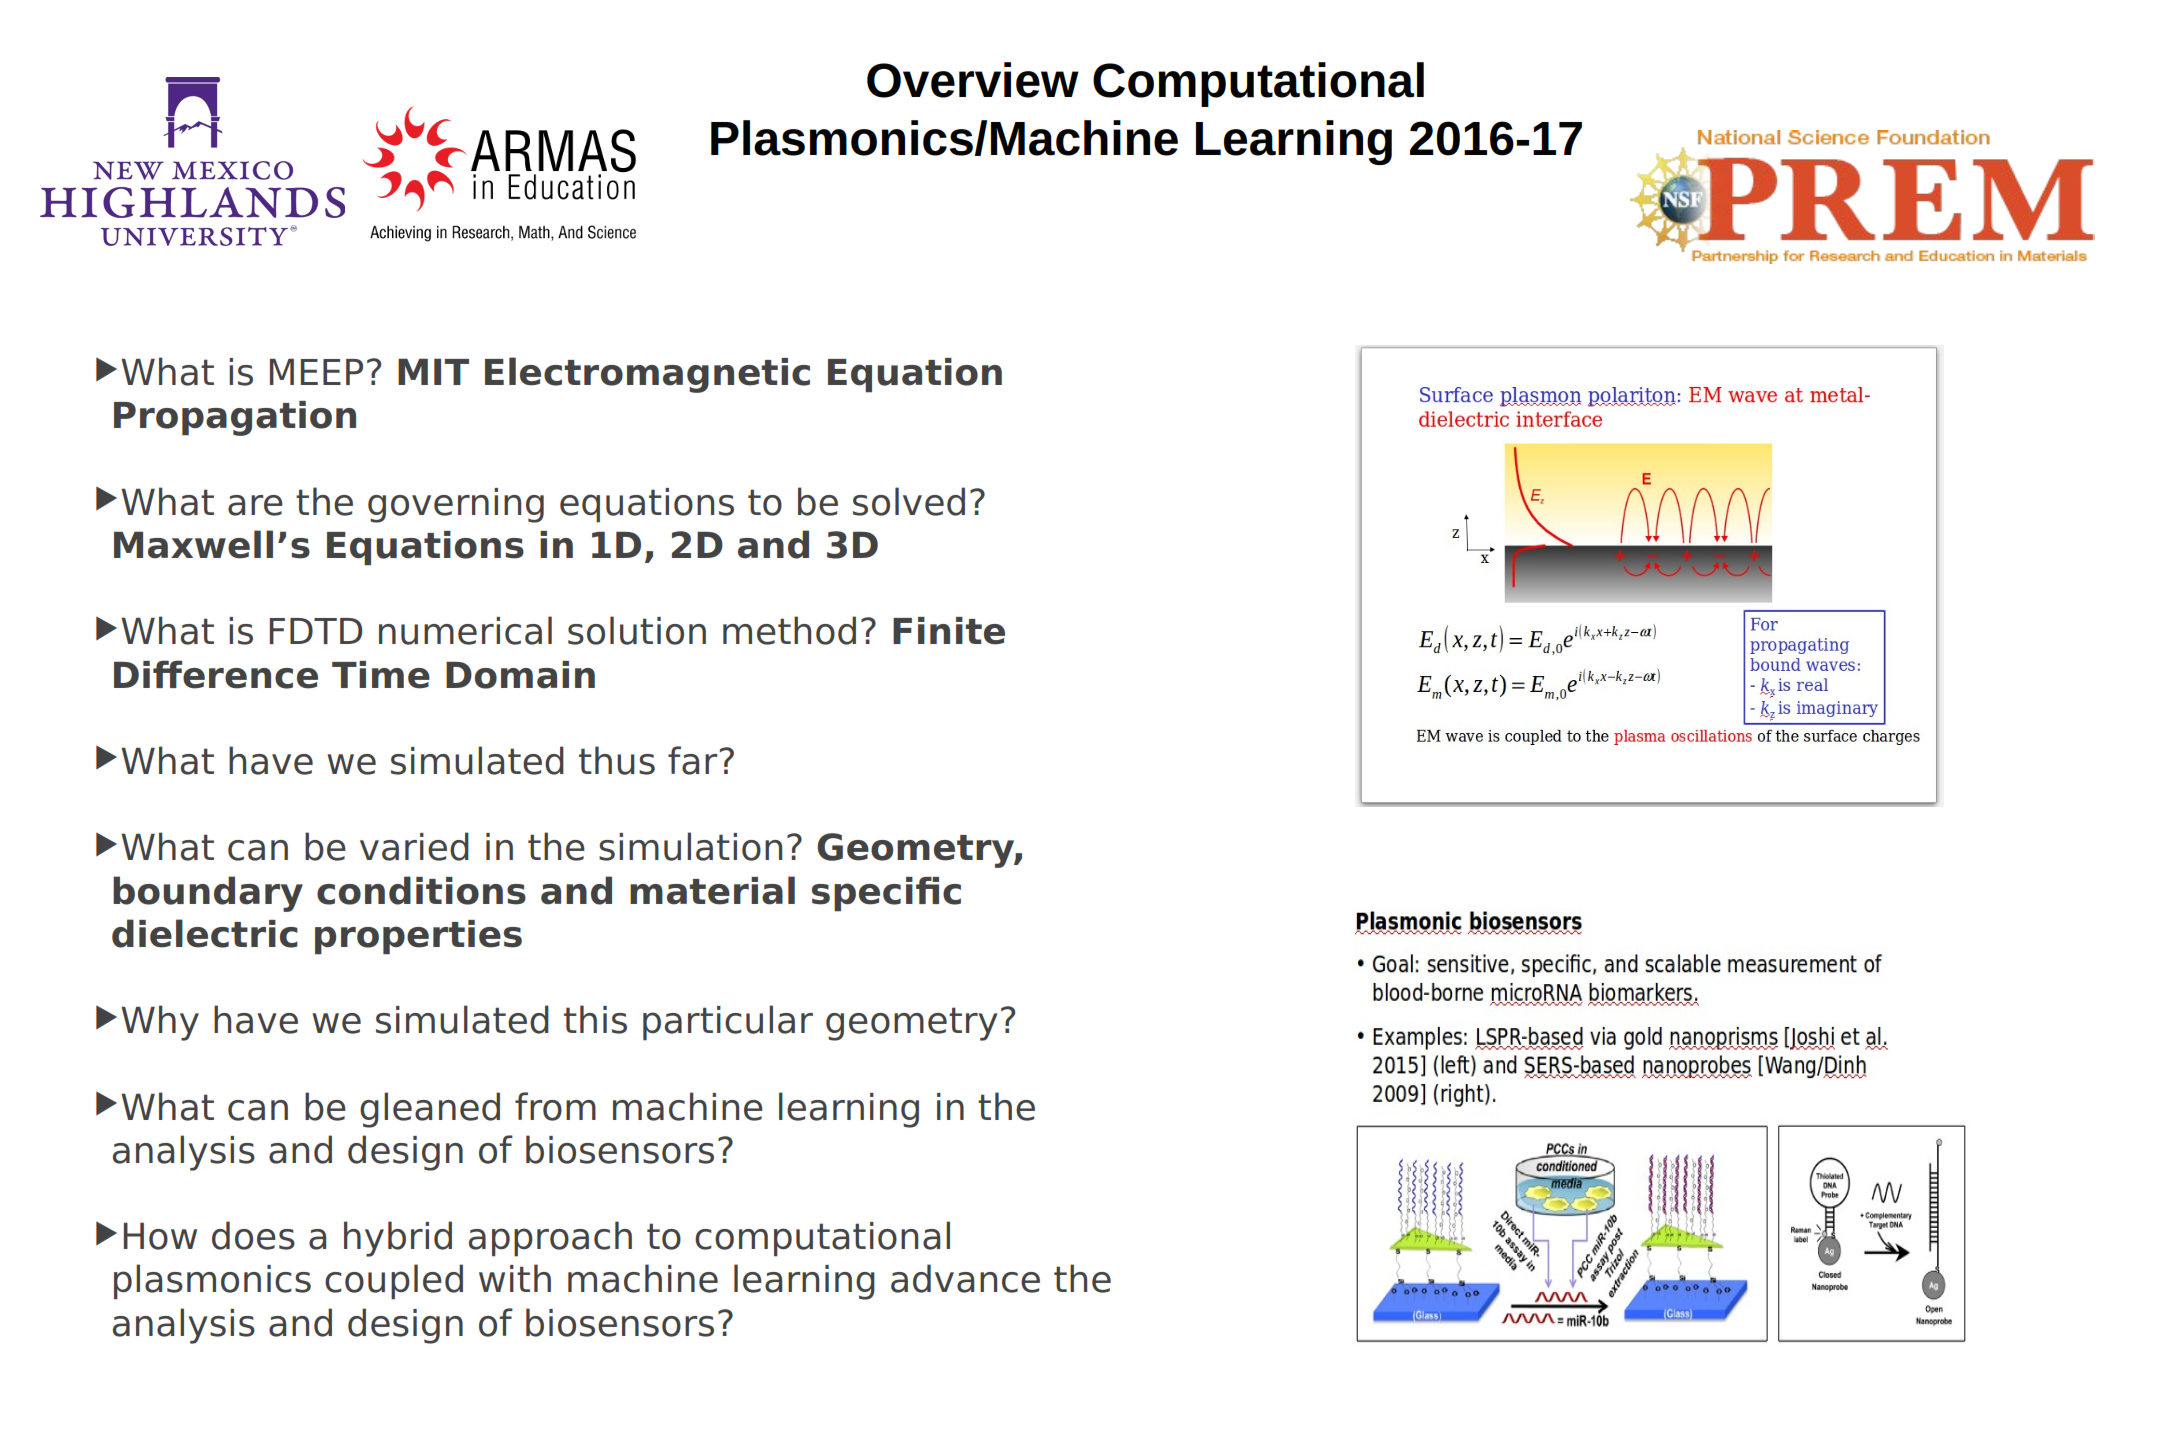 Overview Computational
Plasmonics/Machine Learning 2016-17
NEW MEXICO
HIGHLANDS
UNIVERSITY®
ARMAS
in Education
Achieving in Research, Math, And Science
National Science Foundation
NSF
PREM
Partnership for Research and Education in Materials
What is MEEP? MIT Electromagnetic Equation
Propagation
What are the governing equations to be solved?
Maxwell’s Equations in 1D, 2D and 3D
What is FDTD numerical solution method? Finite
Difference Time Domain
What have we simulated thus far?
What can be varied in the simulation? Geometry,
boundary conditions and material specific
dielectric properties
Why have we simulated this particular geometry?
What can be gleaned from machine learning in the
analysis and design of biosensors?
How does a hybrid approach to computational
plasmonics coupled with machine learning advance the
analysis and design of biosensors?
Surface plasmon polariton: EM wave at metal-
dielectric interface
E
E_z
z
x
+ - + - +
E_d(x,z,t) = E_{d,0}e^{i(k_x x+k_z z−ωt)}
E_m(x,z,t) = E_{m,0}e^{i(k_x x−k_z z−ωt)}
For
propagating
bound waves:
- k_x is real
- k_z is imaginary
EM wave is coupled to the plasma oscillations of the surface charges
Plasmonic biosensors
• Goal: sensitive, specific, and scalable measurement of
blood-borne microRNA biomarkers.
• Examples: LSPR-based via gold nanoprisms [Joshi et al.
2015] (left) and SERS-based nanoprobes [Wang/Dinh
2009] (right).
PCCs in
conditioned
media
Direct miR-
10b assay in
media
PCC miR-10b
assay post
Trizol
extraction
= miR-10b
(Glass)
(Glass)
Thiolated
DNA
Probe
Raman
label
Ag
Closed
Nanoprobe
+ Complementary
Target DNA
Ag
Open
Nanoprobe